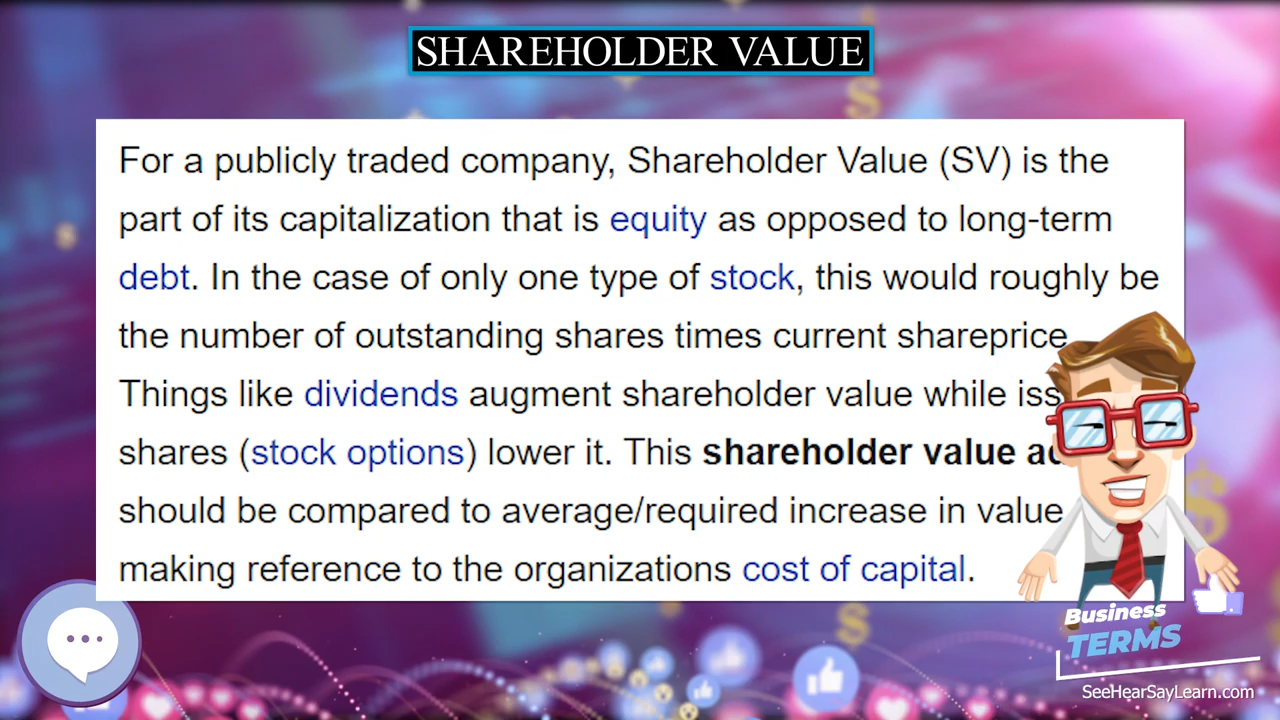 SHAREHOLDER VALUE
For a publicly traded company, Shareholder Value (SV) is the
part of its capitalization that is equity as opposed to long-term
debt. In the case of only one type of stock, this would roughly be
the number of outstanding shares times current shareprice
Things like dividends augment shareholder value while
shares (stock options) lower it. This shareholder value
should be compared to average/required increase in value
making reference to the organizations cost of capital.
Business
TERMS
SeeHearSayLearn.com